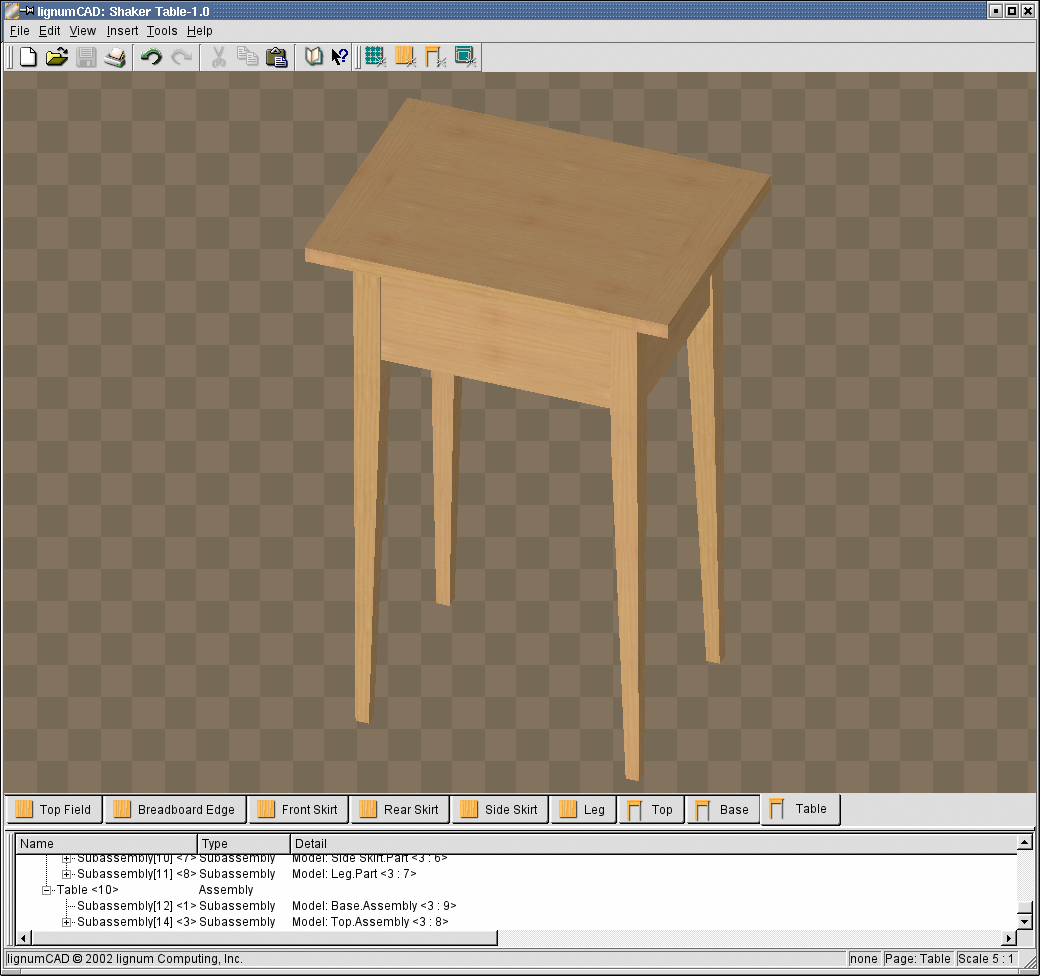 lignumCAD: Shaker Table-1.0
File Edit View Insert Tools Help
Top Field Breadboard Edge Front Skirt Rear Skirt Side Skirt Leg Top Base Table
Name Type Detail
Subassembly[10] <7> Subassembly Model: Side Skirt.Part <3 : 6>
Subassembly[11] <8> Subassembly Model: Leg.Part <3 : 7>
Table <10> Assembly
Subassembly[12] <1> Subassembly Model: Base.Assembly <3 : 9>
Subassembly[14] <3> Subassembly Model: Top.Assembly <3 : 8>
lignumCAD © 2002 lignum Computing, Inc. none Page: Table Scale 5 : 1